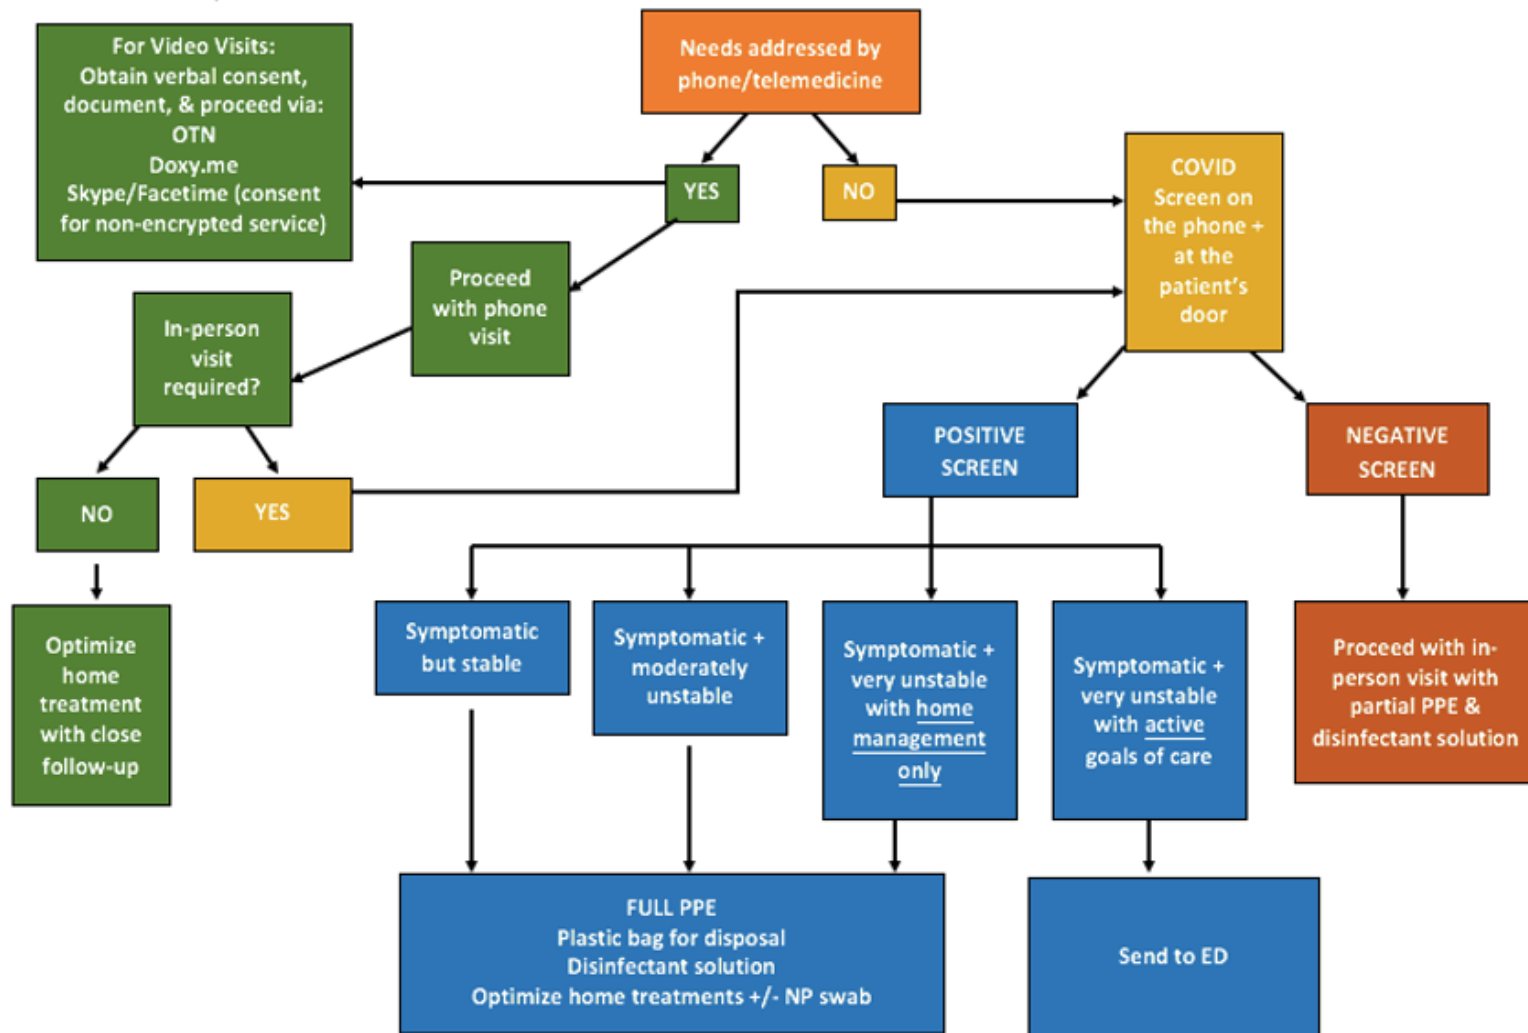 For Video Visits:
Obtain verbal consent,
document, & proceed via:
OTN
Doxy.me
Skype/Facetime (consent
for non-encrypted service)
Needs addressed by
phone/telemedicine
YES
NO
COVID
Screen on
the phone +
at the
patient's
door
Proceed
with phone
visit
In-person
visit
required?
NO
YES
POSITIVE
SCREEN
NEGATIVE
SCREEN
Optimize
home
treatment
with close
follow-up
Symptomatic
but stable
Symptomatic +
moderately
unstable
Symptomatic +
very unstable
with home
management
only
Symptomatic +
very unstable
with active
goals of care
Proceed with in-
person visit with
partial PPE &
disinfectant solution
FULL PPE
Plastic bag for disposal
Disinfectant solution
Optimize home treatments +/- NP swab
Send to ED